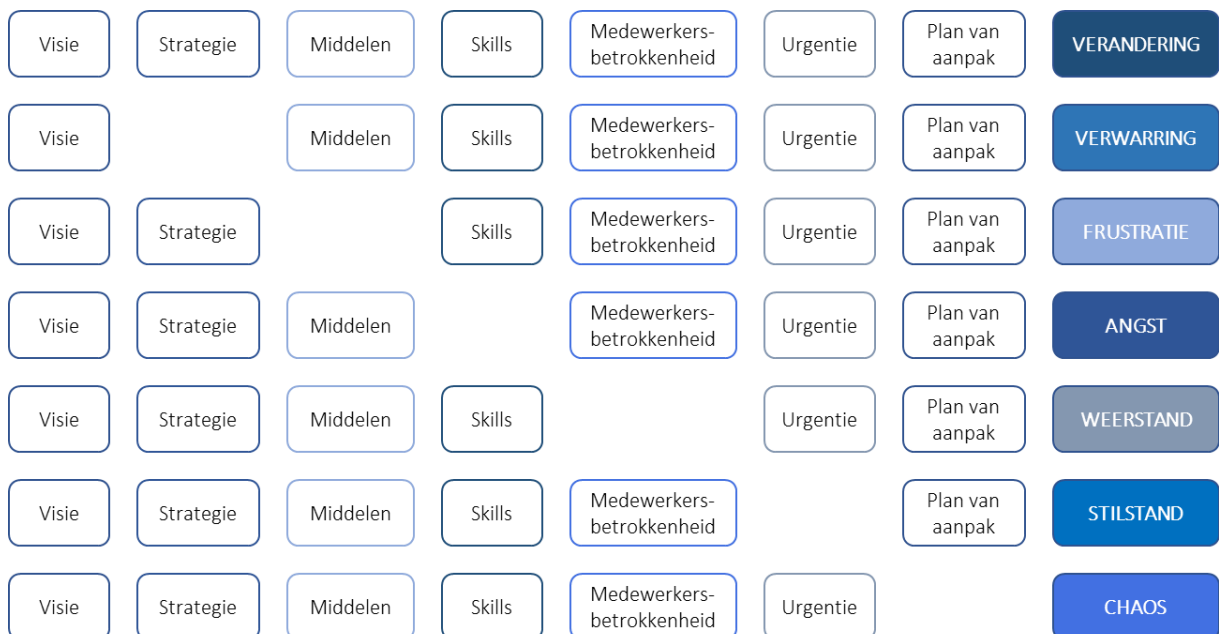 Visie Strategie Middelen Skills Medewerkers-betrokkenheid Urgentie Plan van aanpak VERANDERING
Visie Middelen Skills Medewerkers-betrokkenheid Urgentie Plan van aanpak VERWARRING
Visie Strategie Skills Medewerkers-betrokkenheid Urgentie Plan van aanpak FRUSTRATIE
Visie Strategie Middelen Medewerkers-betrokkenheid Urgentie Plan van aanpak ANGST
Visie Strategie Middelen Skills Urgentie Plan van aanpak WEERSTAND
Visie Strategie Middelen Skills Medewerkers-betrokkenheid Plan van aanpak STILSTAND
Visie Strategie Middelen Skills Medewerkers-betrokkenheid Urgentie CHAOS